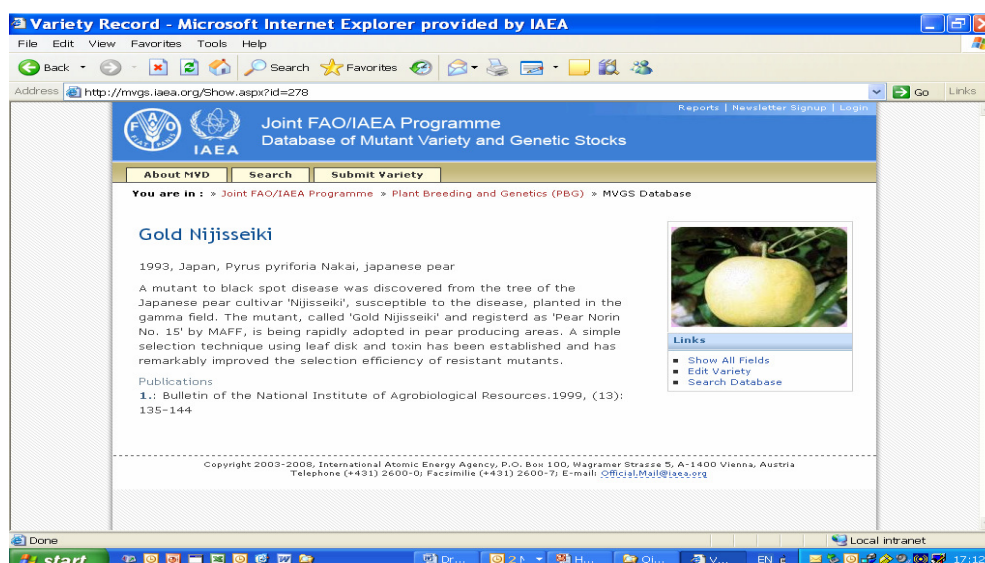 Variety Record - Microsoft Internet Explorer provided by IAEA
File Edit View Favorites Tools Help
Back Search Favorites
Address http://mvgs.iaea.org/Show.aspx?id=278 Go Links
Reports | Newsletter Signup | Login
FAO FIAT PANIS
IAEA
Joint FAO/IAEA Programme
Database of Mutant Variety and Genetic Stocks
About MVD Search Submit Variety
You are in : » Joint FAO/IAEA Programme » Plant Breeding and Genetics (PBG) » MVGS Database
Gold Nijisseiki
1993, Japan, Pyrus pyriforia Nakai, japanese pear
A mutant to black spot disease was discovered from the tree of the
Japanese pear cultivar 'Nijisseiki', susceptible to the disease, planted in the
gamma field. The mutant, called 'Gold Nijisseiki' and registerd as 'Pear Norin
No. 15' by MAFF, is being rapidly adopted in pear producing areas. A simple
selection technique using leaf disk and toxin has been established and has
remarkably improved the selection efficiency of resistant mutants.
Publications
1.: Bulletin of the National Institute of Agrobiological Resources.1999, (13):
135-144
Links
Show All Fields
Edit Variety
Search Database
Copyright 2003-2008, International Atomic Energy Agency, P.O. Box 100, Wagramer Strasse 5, A-1400 Vienna, Austria
Telephone (+431) 2600-0; Facsimilie (+431) 2600-7; E-mail: Official.Mail@iaea.org
Done Local intranet
start Dr... 2 H... Oi... V... EN 17:12